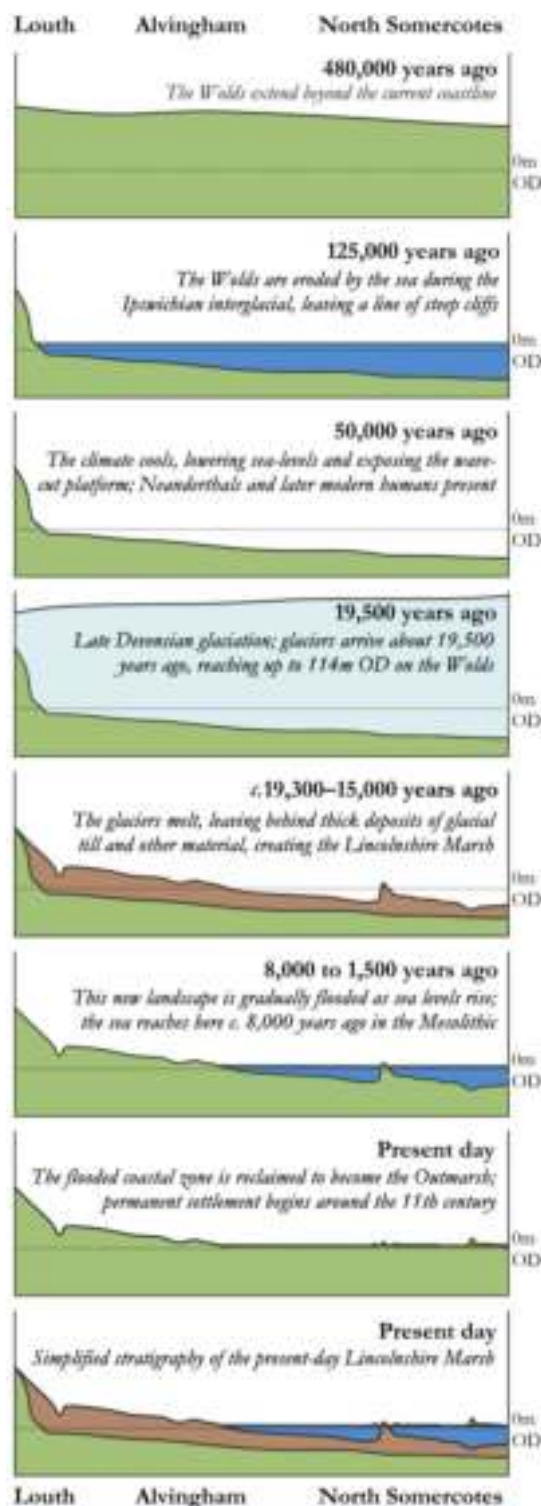 Louth Alvingham North Somercotes
480,000 years ago
The Wolds extend beyond the current coastline
0m
OD
125,000 years ago
The Wolds are eroded by the sea during the
Ipswichian interglacial, leaving a line of steep cliffs
0m
OD
50,000 years ago
The climate cools, lowering sea-levels and exposing the wave-
cut platform; Neanderthals and later modern humans present
0m
OD
19,500 years ago
Late Devensian glaciation; glaciers arrive about 19,500
years ago, reaching up to 114m OD on the Wolds
0m
OD
c.19,300–15,000 years ago
The glaciers melt, leaving behind thick deposits of glacial
till and other material, creating the Lincolnshire Marsh
0m
OD
8,000 to 1,500 years ago
This new landscape is gradually flooded as sea levels rise;
the sea reaches here c. 8,000 years ago in the Mesolithic
0m
OD
Present day
The flooded coastal zone is reclaimed to become the Outmarsh;
permanent settlement begins around the 11th century
0m
OD
Present day
Simplified stratigraphy of the present-day Lincolnshire Marsh
0m
OD
Louth Alvingham North Somercotes